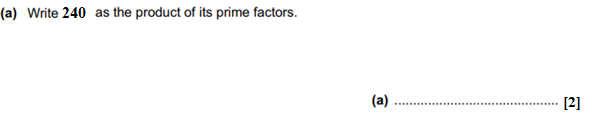 (a) Write 240 as the product of its prime factors.
(a) ................................................ [2]